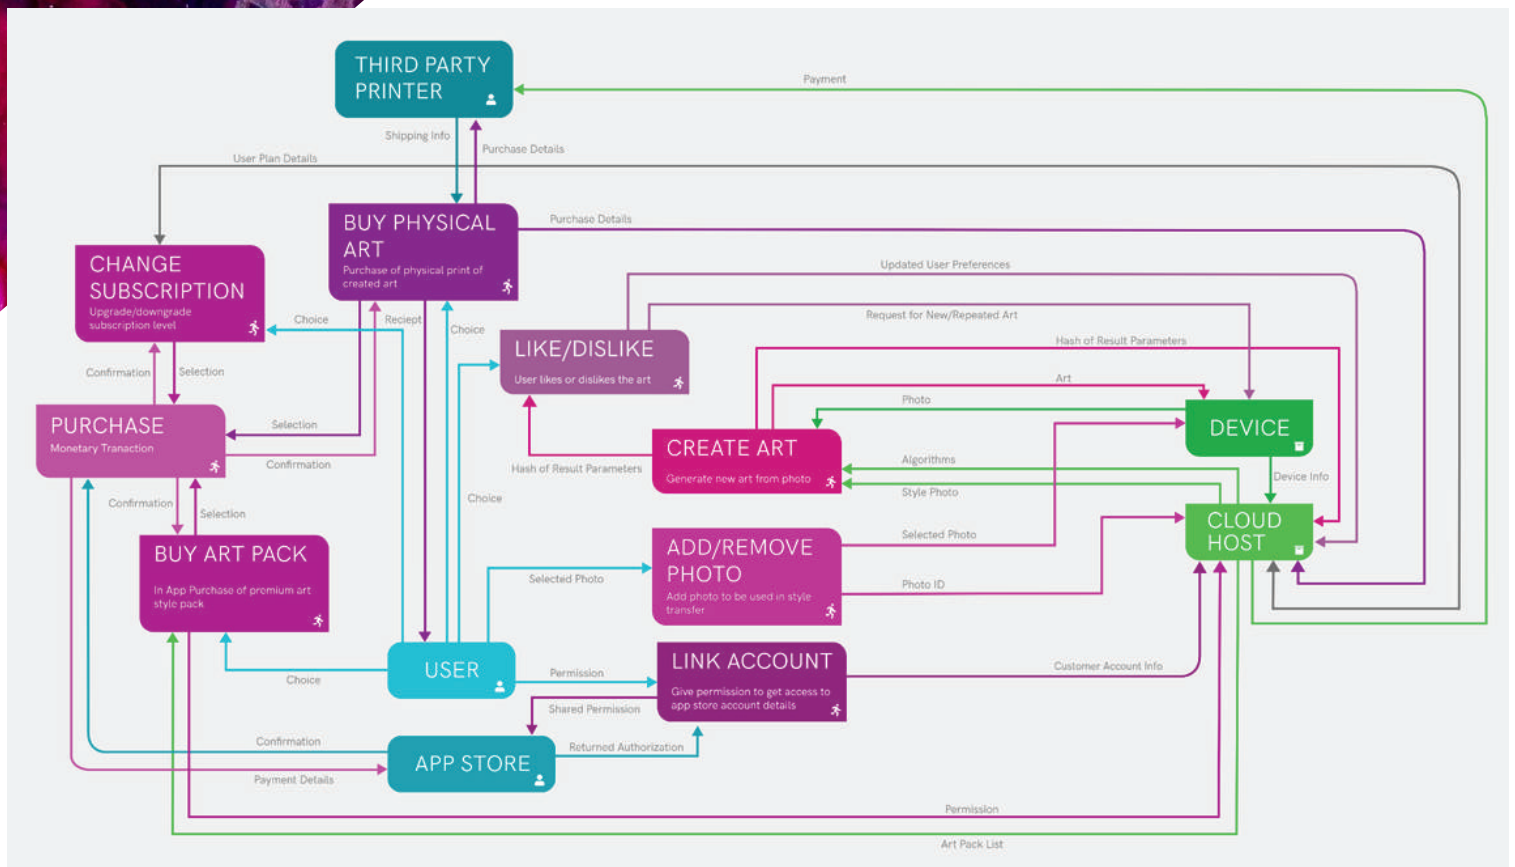 THIRD PARTY
PRINTER
Payment
Shipping Info
Purchase Details
User Plan Details
BUY PHYSICAL
ART
Purchase of physical print of
created art
Purchase Details
CHANGE
SUBSCRIPTION
Upgrade/downgrade
subscription level
Updated User Preferences
Choice
Reciept
Choice
Request for New/Repeated Art
LIKE/DISLIKE
User likes or dislikes the art
Hash of Result Parameters
Confirmation
Selection
Art
Photo
PURCHASE
Monetary Tranaction
Selection
Confirmation
CREATE ART
Generate new art from photo
DEVICE
Hash of Result Parameters
Algorithms
Device Info
Style Photo
Choice
Confirmation
Selection
CLOUD
HOST
BUY ART PACK
In App Purchase of premium art
style pack
ADD/REMOVE
PHOTO
Add photo to be used in style
transfer
Selected Photo
Selected Photo
Photo ID
USER
Choice
Permission
LINK ACCOUNT
Give permission to get access to
app store account details
Customer Account Info
Shared Permission
Confirmation
APP STORE
Returned Authorization
Payment Details
Permission
Art Pack List